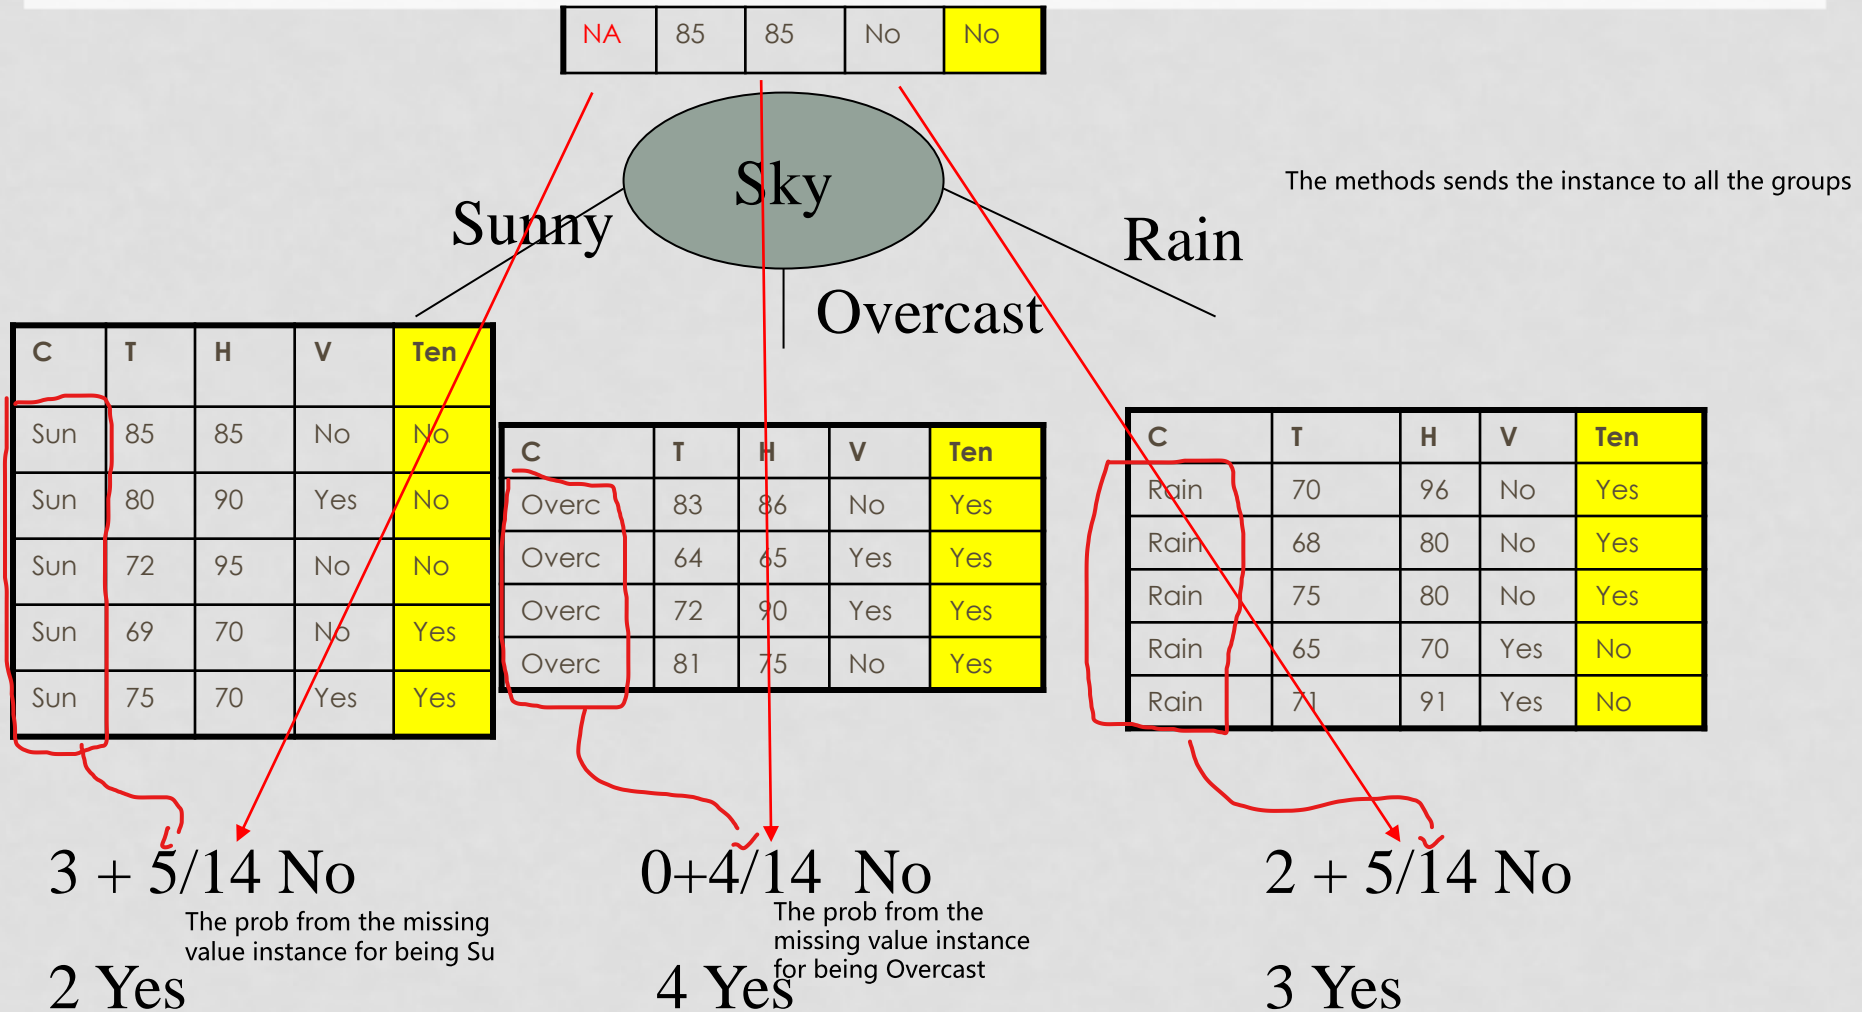 NA 85 85 No No
Sky
The methods sends the instance to all the groups
Sunny
Rain
Overcast
C T H V Ten
Sun 85 85 No No
Sun 80 90 Yes No
Sun 72 95 No No
Sun 69 70 No Yes
Sun 75 70 Yes Yes
C T H V Ten
Overc 83 86 No Yes
Overc 64 65 Yes Yes
Overc 72 90 Yes Yes
Overc 81 75 No Yes
C T H V Ten
Rain 70 96 No Yes
Rain 68 80 No Yes
Rain 75 80 No Yes
Rain 65 70 Yes No
Rain 71 91 Yes No
3 + 5/14 No
The prob from the missing
value instance for being Su
2 Yes
0+4/14 No
The prob from the
missing value instance
for being Overcast
4 Yes
2 + 5/14 No
3 Yes